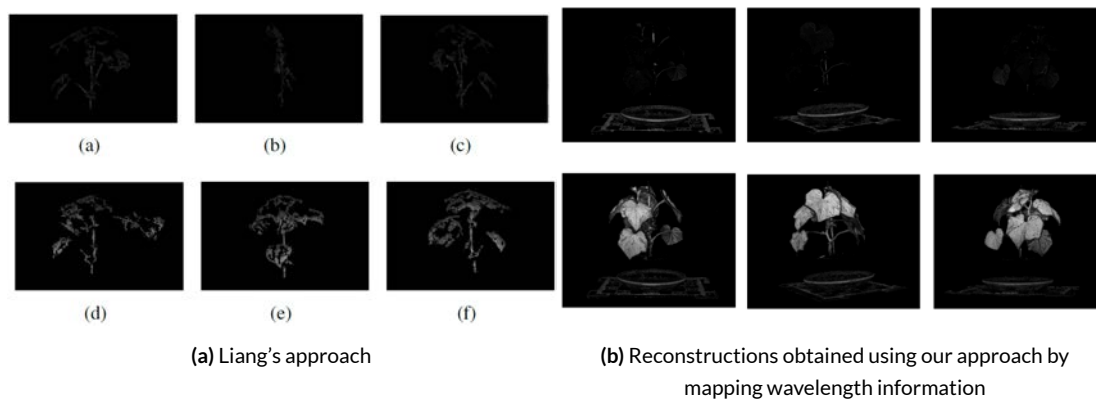 (a)
(b)
(c)
(d)
(e)
(f)
(a) Liang's approach
(b) Reconstructions obtained using our approach by
mapping wavelength information